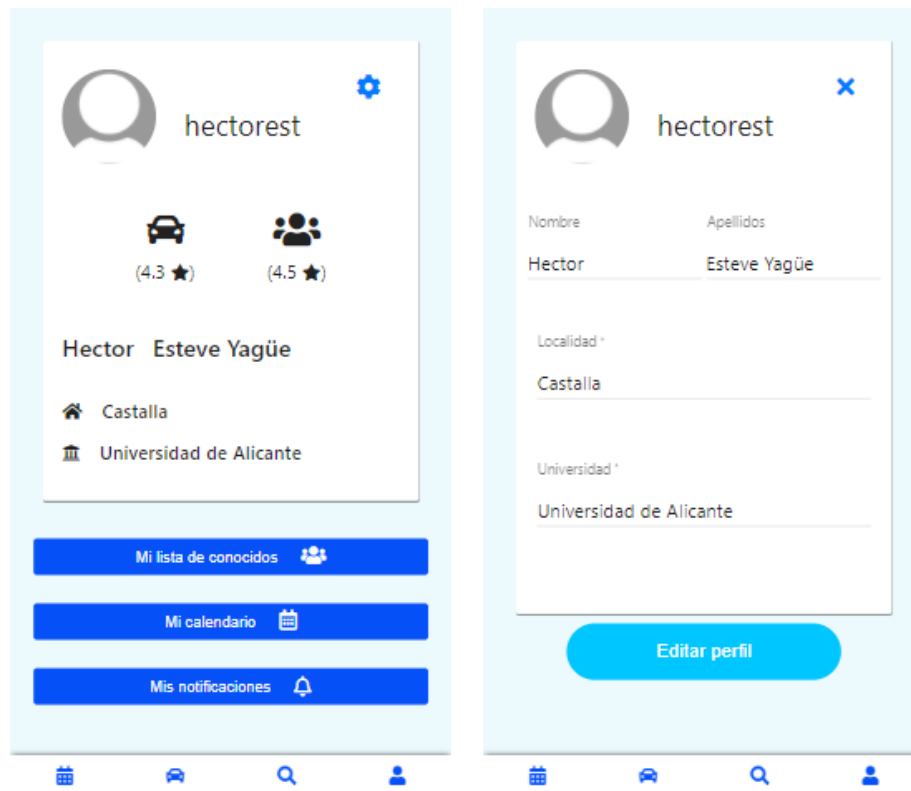 hectorest
(4.3 ★) (4.5 ★)
Hector Esteve Yagüe
Castalla
Universidad de Alicante
Mi lista de conocidos
Mi calendario
Mis notificaciones
hectorest
Nombre Apellidos
Hector Esteve Yagüe
Localidad *
Castalla
Universidad *
Universidad de Alicante
Editar perfil